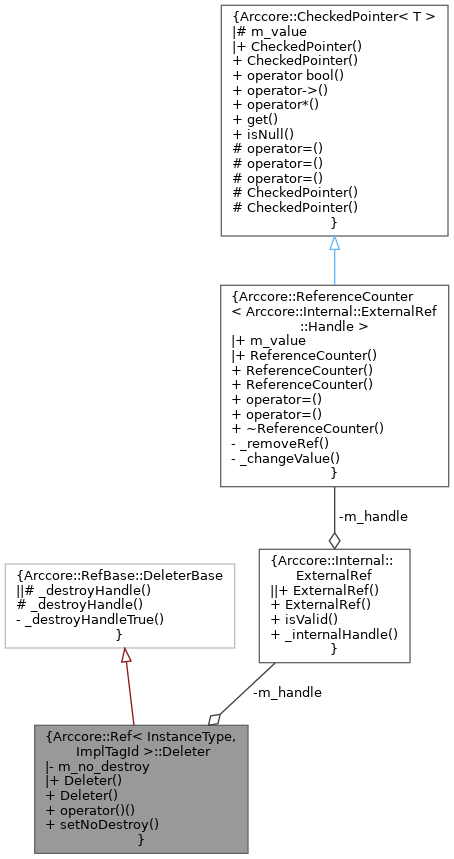 {Arccore::CheckedPointer< T >
|# m_value
|+ CheckedPointer()
+ CheckedPointer()
+ operator bool()
+ operator->()
+ operator*()
+ get()
+ isNull()
# operator=()
# operator=()
# operator=()
# CheckedPointer()
# CheckedPointer()
}
{Arccore::ReferenceCounter
< Arccore::Internal::ExternalRef
::Handle >
|+ m_value
|+ ReferenceCounter()
+ ReferenceCounter()
+ ReferenceCounter()
+ operator=()
+ operator=()
+ ~ReferenceCounter()
- _removeRef()
- _changeValue()
}
-m_handle
{Arccore::Internal::
ExternalRef
||+ ExternalRef()
+ ExternalRef()
+ isValid()
+ _internalHandle()
}
{Arccore::RefBase::DeleterBase
||# _destroyHandle()
# _destroyHandle()
- _destroyHandleTrue()
}
-m_handle
{Arccore::Ref< InstanceType,
ImplTagId >::Deleter
|- m_no_destroy
|+ Deleter()
+ Deleter()
+ operator()()
+ setNoDestroy()
}